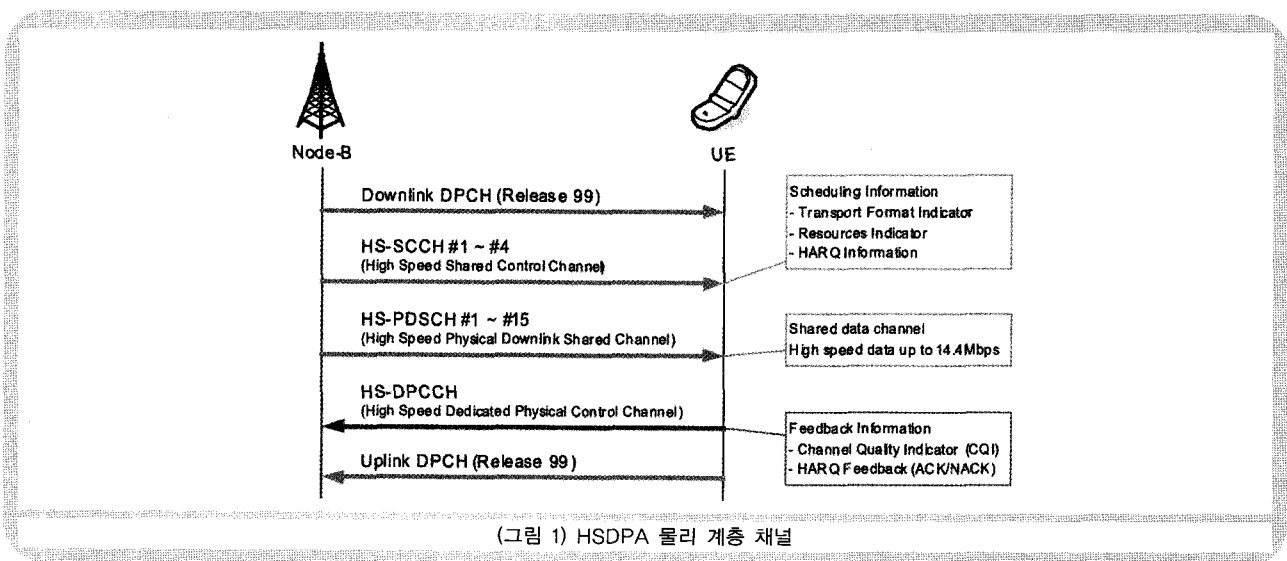 Node-B
UE
Downlink DPCH (Release 99)
HS-SCCH #1 ~ #4
(High Speed Shared Control Channel)
HS-PDSCH #1 ~ #15
(High Speed Physical Downlink Shared Channel)
HS-DPCCH
(High Speed Dedicated Physical Control Channel)
Uplink DPCH (Release 99)
Scheduling Information
- Transport Format Indicator
- Resources Indicator
- HARQ Information
Shared data channel
High speed data up to 14.4Mbps
Feedback Information
- Channel Quality Indicator (CQI)
- HARQ Feedback (ACK/NACK)
(그림 1) HSDPA 물리 계층 채널